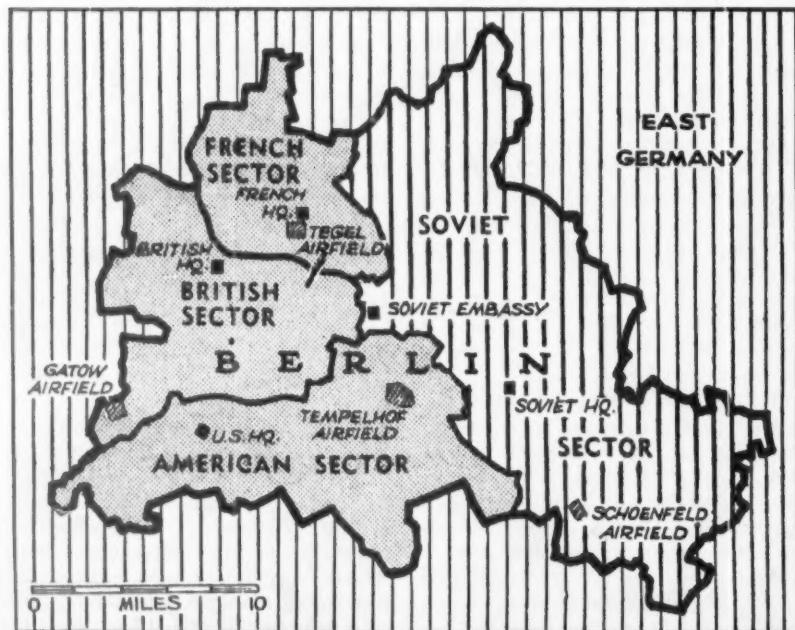 EAST
GERMANY
FRENCH
SECTOR
FRENCH
HQ.
TEGEL
AIRFIELD
SOVIET
BRITISH
HQ.
BRITISH
SECTOR
SOVIET EMBASSY
BERLIN
GATOW
AIRFIELD
TEMPELHOF
AIRFIELD
SOVIET HQ.
U.S. HQ.
AMERICAN SECTOR
SECTOR
SCHOENFELD
AIRFIELD
0 MILES 10